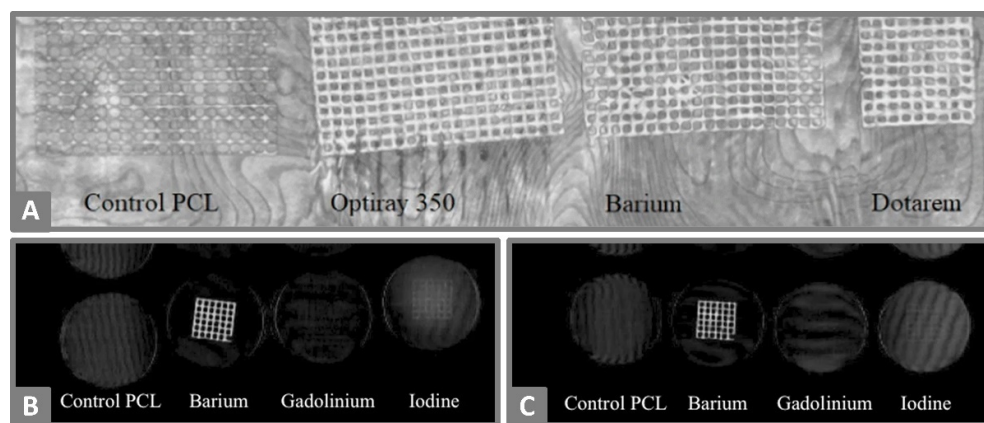 Control PCL Optiray 350 Barium Dotarem
A
Control PCL Barium Gadolinium Iodine
B
Control PCL Barium Gadolinium Iodine
C